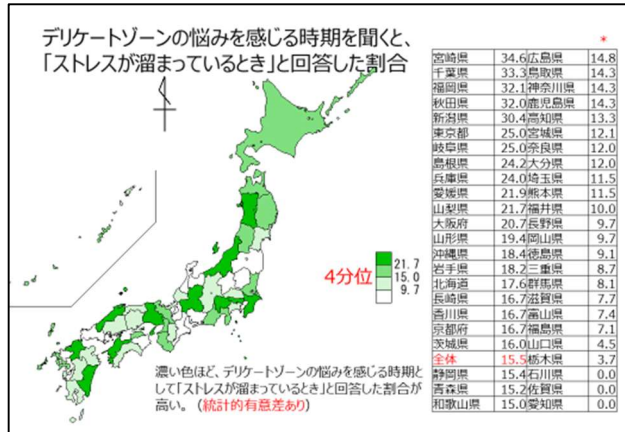 デリケートゾーンの悩みを感じる時期を聞くと、
「ストレスが溜まっているとき」と回答した割合
*
宮崎県 34.6 広島県 14.8
千葉県 33.3 鳥取県 14.3
福岡県 32.1 神奈川県 14.3
秋田県 32.0 鹿児島県 14.3
新潟県 30.4 高知県 13.3
東京都 25.0 宮城県 12.1
岐阜県 25.0 奈良県 12.0
島根県 24.2 大分県 12.0
兵庫県 24.0 埼玉県 11.5
愛媛県 21.9 熊本県 11.5
山梨県 21.7 福井県 10.0
大阪府 20.7 長野県 9.7
山形県 19.4 岡山県 9.7
沖縄県 18.4 徳島県 9.1
岩手県 18.2 三重県 8.7
北海道 17.6 群馬県 8.1
長崎県 16.7 滋賀県 7.7
香川県 16.7 富山県 7.4
京都府 16.7 福島県 7.1
茨城県 16.0 山口県 4.5
全体 15.5 栃木県 3.7
静岡県 15.4 石川県 0.0
青森県 15.2 佐賀県 0.0
和歌山県 15.0 愛知県 0.0
4分位
21.7
15.0
9.7
濃い色ほど、デリケートゾーンの悩みを感じる時期と
して「ストレスが溜まっているとき」と回答した割合が
高い。（統計的有意差あり）